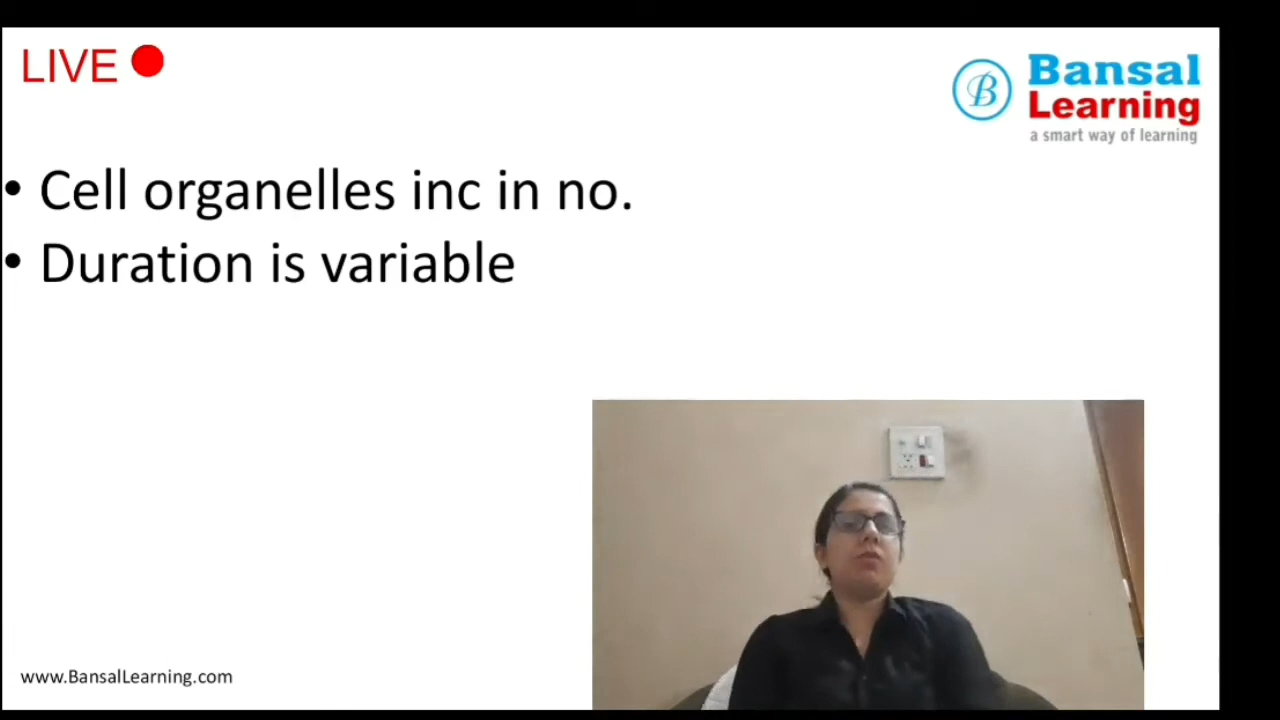 LIVE
Bansal
Learning
a smart way of learning
• Cell organelles inc in no.
• Duration is variable
www.BansalLearning.com